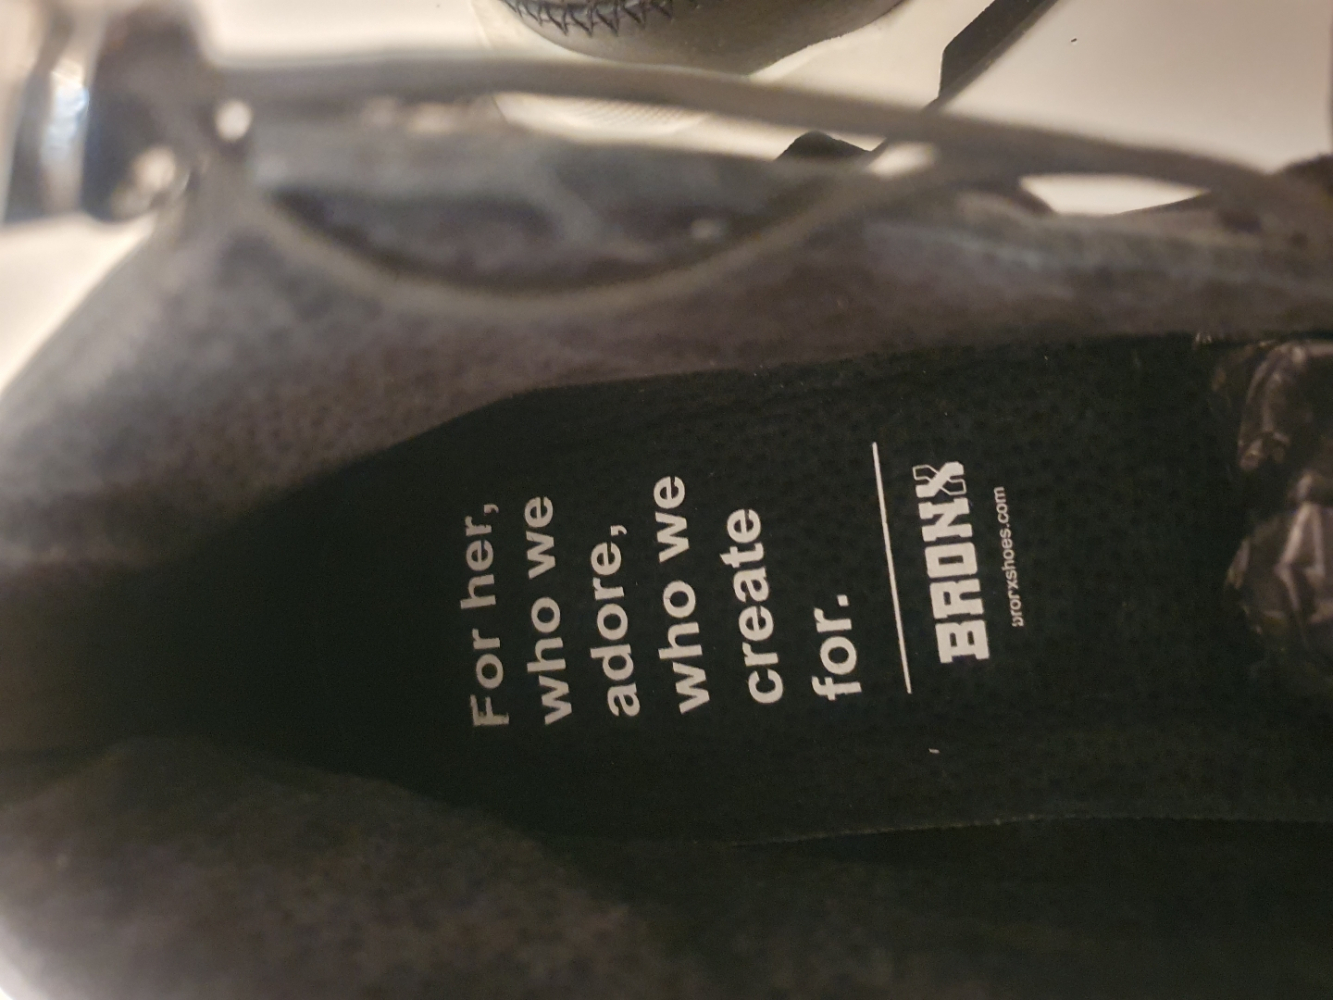 For her,
who we
adore,
who we
create
for.
BRONX
bronxshoes.com